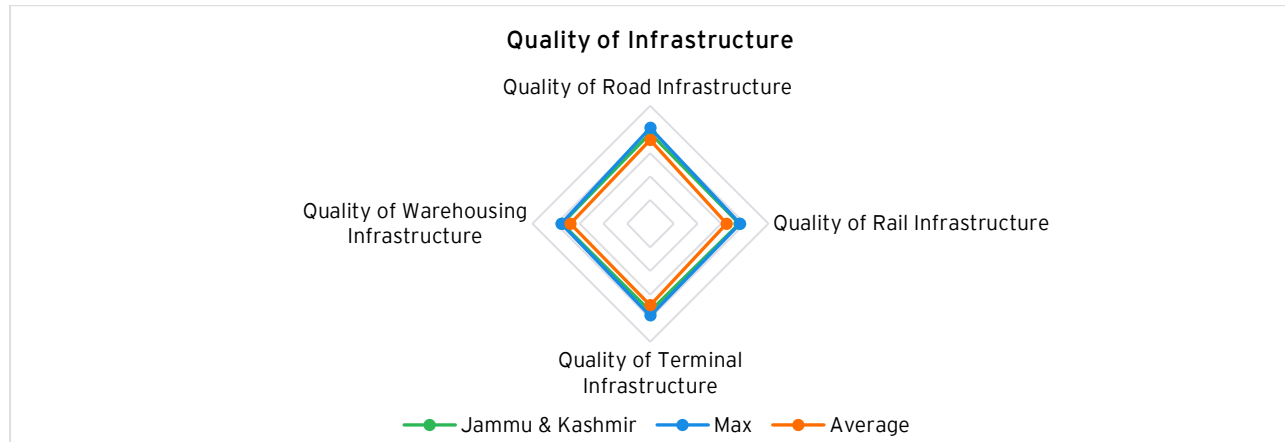 Quality of Infrastructure
Quality of Road Infrastructure
Quality of Warehousing
Infrastructure
Quality of Rail Infrastructure
Quality of Terminal
Infrastructure
Jammu & Kashmir
Max
Average